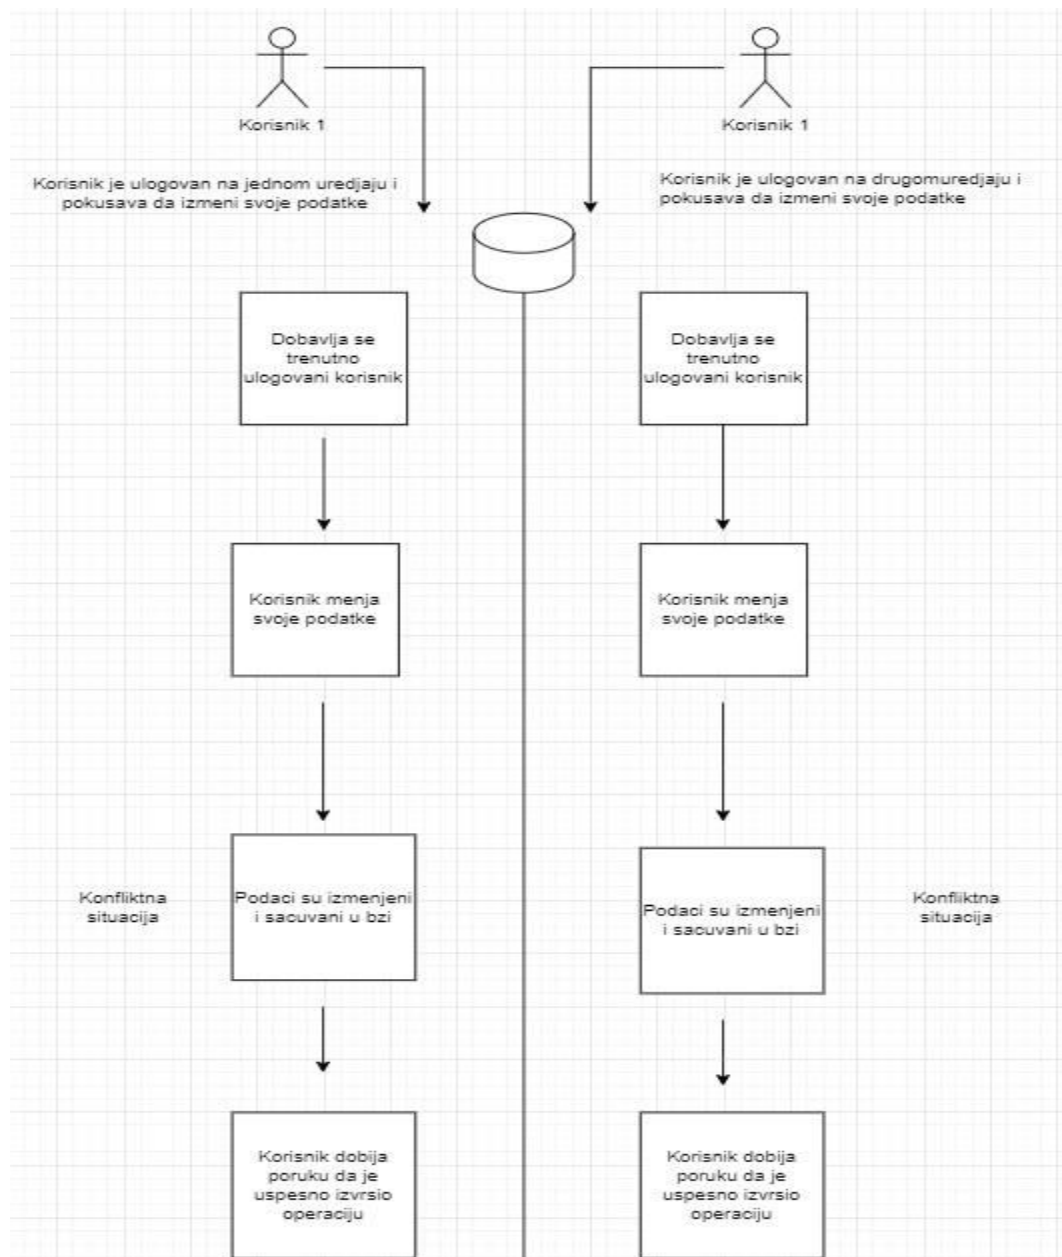 Korisnik 1
Korisnik 1
Korisnik je ulogovan na jednom uredjaju i
pokusava da izmeni svoje podatke
Korisnik je ulogovan na drugomuredjaju i
pokusava da izmeni svoje podatke
Dobavlja se
trenutno
ulogovani korisnik
Dobavlja se
trenutno
ulogovani korisnik
Korisnik menja
svoje podatke
Korisnik menja
svoje podatke
Konfliktna
situacija
Podaci su izmenjeni
i sacuvani u bzi
Podaci su izmenjeni
i sacuvani u bzi
Konfliktna
situacija
Korisnik dobija
poruku da je
uspesno izvrsio
operaciju
Korisnik dobija
poruku da je
uspesno izvrsio
operaciju